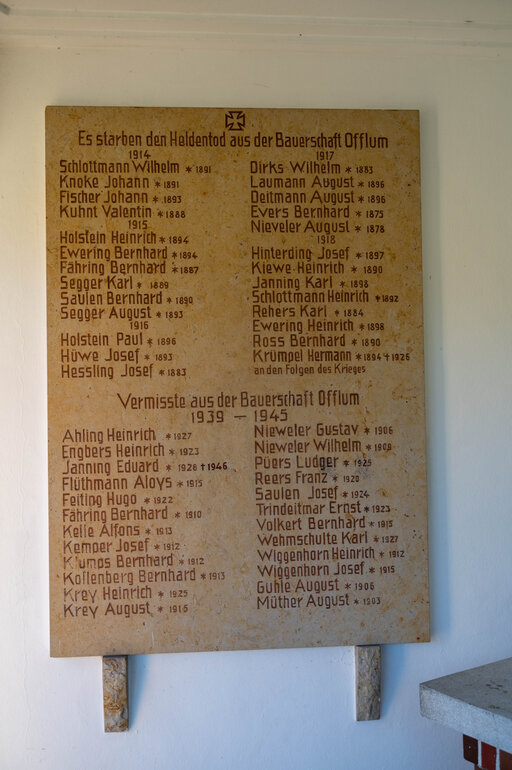 Es starben den Heldentod aus der Bauerschaft Offlum
1914
Schlottmann Wilhelm * 1891
Knoke Johann * 1891
Fischer Johann * 1893
Kuhnt Valentin * 1888
1915
Holstein Heinrich * 1894
Ewering Bernhard * 1894
Fähring Bernhard * 1887
Segger Karl * 1889
Saulen Bernhard * 1890
Segger August * 1893
1916
Holstein Paul * 1896
Hüwe Josef * 1893
Hessling Josef * 1883
1917
Dirks Wilhelm * 1883
Laumann August * 1896
Deitmann August * 1896
Evers Bernhard * 1875
Nieveler August * 1878
1918
Hinterding Josef * 1897
Kiewe Heinrich * 1890
Janning Karl * 1898
Schlottmann Heinrich * 1892
Rehers Karl * 1884
Ewering Heinrich * 1898
Ross Bernhard * 1890
Krümpel Hermann * 1894 † 1926
an den Folgen des Krieges
Vermisste aus der Bauerschaft Offlum
1939 – 1945
Ahling Heinrich * 1927
Engbers Heinrich * 1923
Janning Eduard * 1928 † 1946
Flüthmann Aloys * 1915
Feiting Hugo * 1922
Fähring Bernhard * 1910
Kelle Alfons * 1913
Kemper Josef * 1912
Klumps Bernhard * 1912
Kollenberg Bernhard * 1913
Krey Heinrich * 1925
Krey August * 1916
Nieweler Gustav * 1906
Nieweler Wilhelm * 1909
Püers Ludger * 1925
Reers Franz * 1920
Saulen Josef * 1924
Trindeitmar Ernst * 1923
Volkert Bernhard * 1915
Wehmschulte Karl * 1927
Wiggenhorn Heinrich * 1912
Wiggenhorn Josef * 1915
Guhle August * 1906
Müther August * 1903